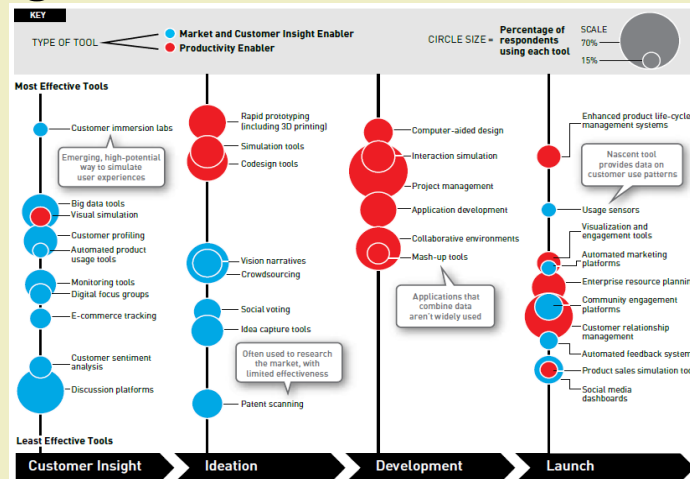 KEY
TYPE OF TOOL
Market and Customer Insight Enabler
Productivity Enabler
CIRCLE SIZE =
Percentage of
respondents
using each tool
SCALE
70%
15%
Most Effective Tools
Customer immersion labs
Emerging, high-potential
way to simulate
user experiences
Big data tools
Visual simulation
Customer profiling
Automated product
usage tools
Monitoring tools
Digital focus groups
E-commerce tracking
Customer sentiment
analysis
Discussion platforms
Rapid prototyping
(including 3D printing)
Simulation tools
Codesign tools
Vision narratives
Crowdsourcing
Social voting
Idea capture tools
Often used to research
the market, with
limited effectiveness
Patent scanning
Computer-aided design
Interaction simulation
Project management
Application development
Collaborative environments
Mash-up tools
Applications that
combine data
aren't widely used
Enhanced product life-cycle
management systems
Nascent tool
provides data on
customer use patterns
Usage sensors
Visualization and
engagement tools
Automated marketing
platforms
Enterprise resource
Community engagement
platforms
Customer relationship
management
Automated feedback
Product sales simulation
Social media
dashboards
Least Effective Tools
Customer Insight
Ideation
Development
Launch